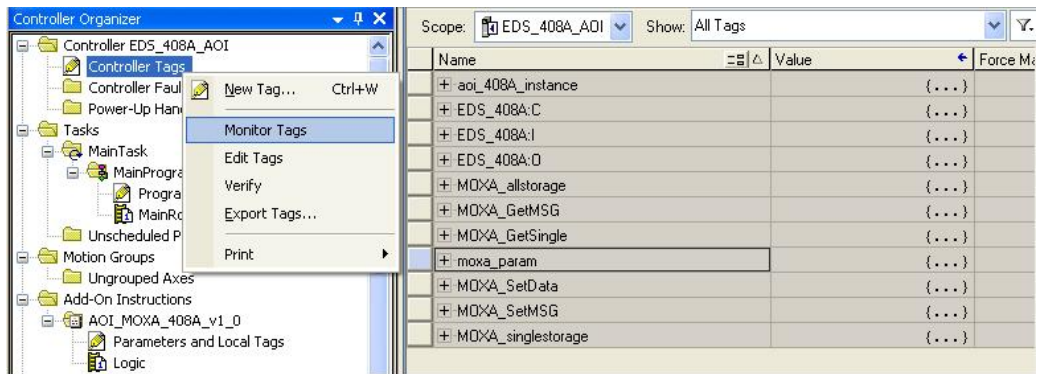 Controller Organizer
Controller EDS_408A_AOI
Controller Tags
Controller Faul
Power-Up Han
Tasks
MainTask
MainProgra
Progra
MainRo
Unscheduled P
Motion Groups
Ungrouped Axes
Add-On Instructions
AOI_MOXA_408A_v1_0
Parameters and Local Tags
Logic
New Tag... Ctrl+W
Monitor Tags
Edit Tags
Verify
Export Tags...
Print
Scope: EDS_408A_AOI Show: All Tags
Name Value Force Ma
aoi_408A_instance {...}
EDS_408A:C {...}
EDS_408A:I {...}
EDS_408A:O {...}
MOXA_allstorage {...}
MOXA_GetMSG {...}
MOXA_GetSingle {...}
moxa_param {...}
MOXA_SetData {...}
MOXA_SetMSG {...}
MOXA_singlestorage {...}